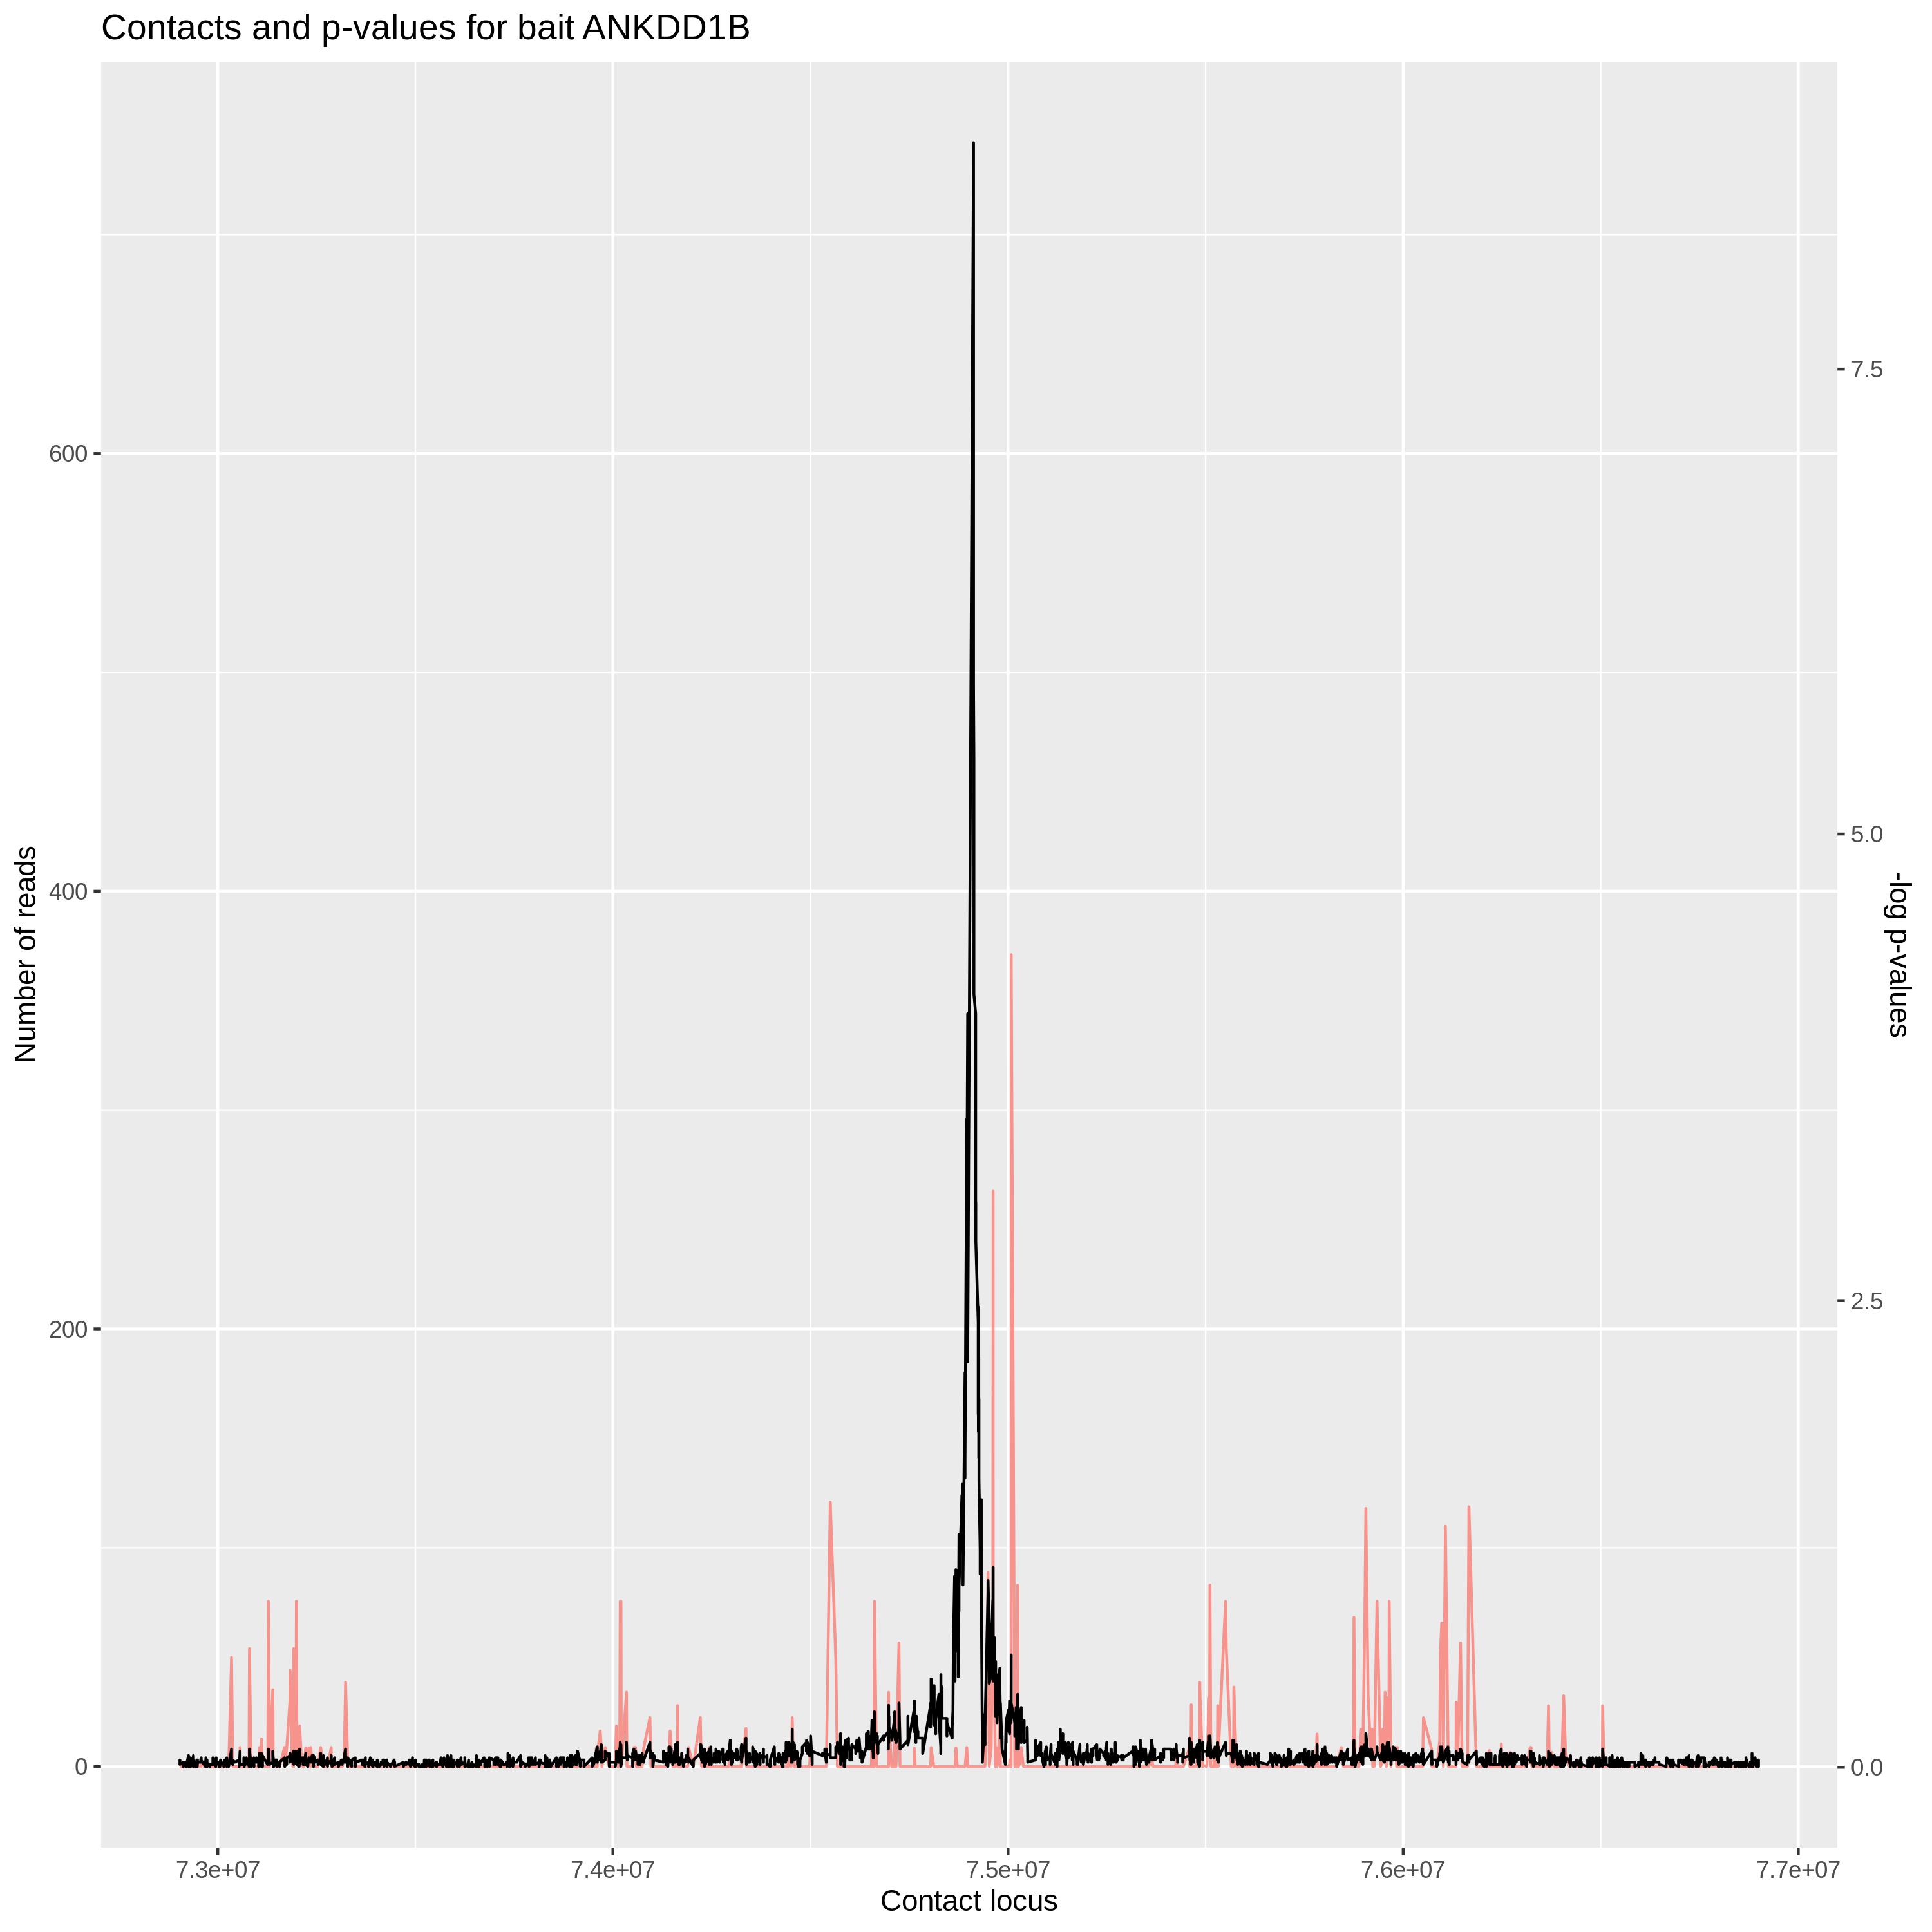 Contacts and p-values for bait ANKDD1B
Number of reads
600
400
200
0
7.5
5.0
2.5
0.0
-log p-values
7.3e+07
7.4e+07
7.5e+07
7.6e+07
7.7e+07
Contact locus